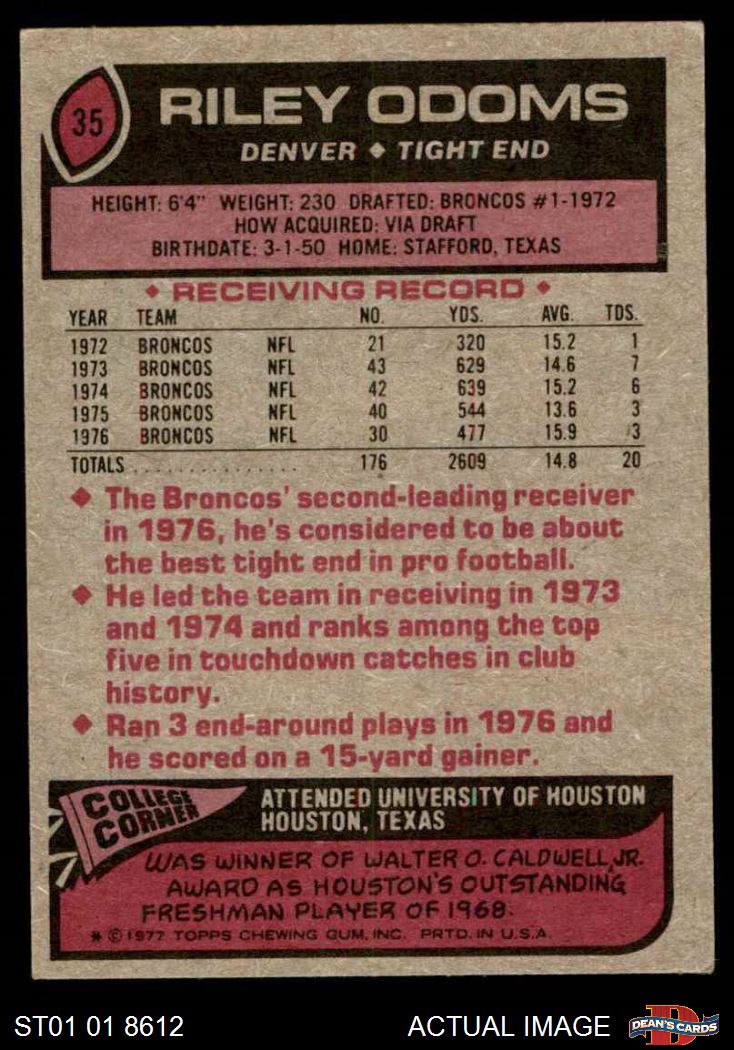 35
RILEY ODOMS
DENVER ◆ TIGHT END
HEIGHT: 6'4" WEIGHT: 230 DRAFTED: BRONCOS #1-1972
HOW ACQUIRED: VIA DRAFT
BIRTHDATE: 3-1-50 HOME: STAFFORD, TEXAS
◆ RECEIVING RECORD ◆
YEAR TEAM NO. YDS. AVG. TDS.
1972 BRONCOS NFL 21 320 15.2 1
1973 BRONCOS NFL 43 629 14.6 7
1974 BRONCOS NFL 42 639 15.2 6
1975 BRONCOS NFL 40 544 13.6 3
1976 BRONCOS NFL 30 477 15.9 3
TOTALS ............... 176 2609 14.8 20
◆ The Broncos' second-leading receiver
in 1976, he's considered to be about
the best tight end in pro football.
◆ He led the team in receiving in 1973
and 1974 and ranks among the top
five in touchdown catches in club
history.
◆ Ran 3 end-around plays in 1976 and
he scored on a 15-yard gainer.
COLLEGE
CORNER
ATTENDED UNIVERSITY OF HOUSTON
HOUSTON, TEXAS
WAS WINNER OF WALTER O. CALDWELL, JR.
AWARD AS HOUSTON'S OUTSTANDING
FRESHMAN PLAYER OF 1968.
* © 1977 TOPPS CHEWING GUM, INC. PRTD. IN U.S.A.
ST01 01 8612 ACTUAL IMAGE
D
DEAN'S CARDS